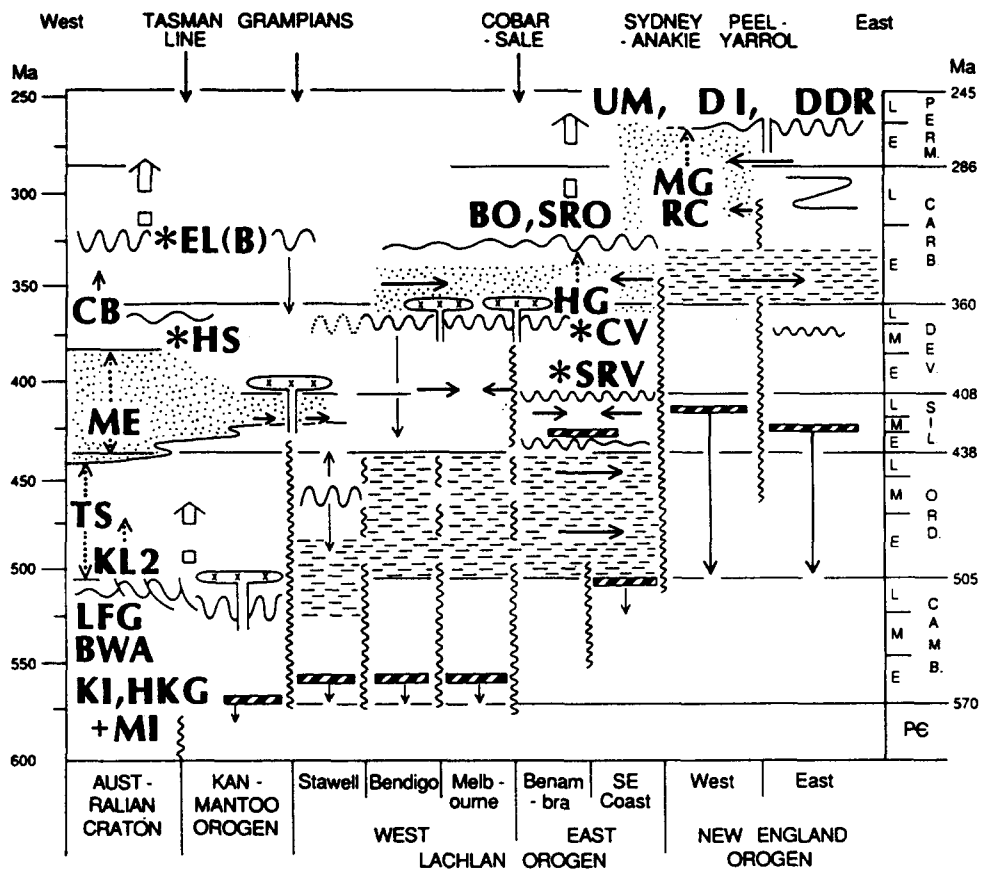 West
TASMAN LINE
GRAMPIANS
COBAR - SALE
SYDNEY - ANAKIE
PEEL - YARROL
East
Ma
250
300
350
400
450
500
550
600
Ma
245
286
360
408
438
505
570
L
E
PERM.
L
E
CARB
L
M
E
DEV.
L
M
E
SIL
L
M
E
ORD.
L
M
E
CAMB.
PЄ
UM, DI, DDR
MG
RC
BO, SRO
*EL(B)
CB
HG
*HS
*CV
*SRV
ME
TS
KL2
LFG
BWA
KI, HKG
+MI
x x x
x x x
x x x
x x x
AUST - RALIAN CRATON
KAN - MANTOO OROGEN
Stawell
Bendigo
Melb - ourne
Benam - bra
SE Coast
West
East
WEST
EAST
LACHLAN OROGEN
NEW ENGLAND OROGEN